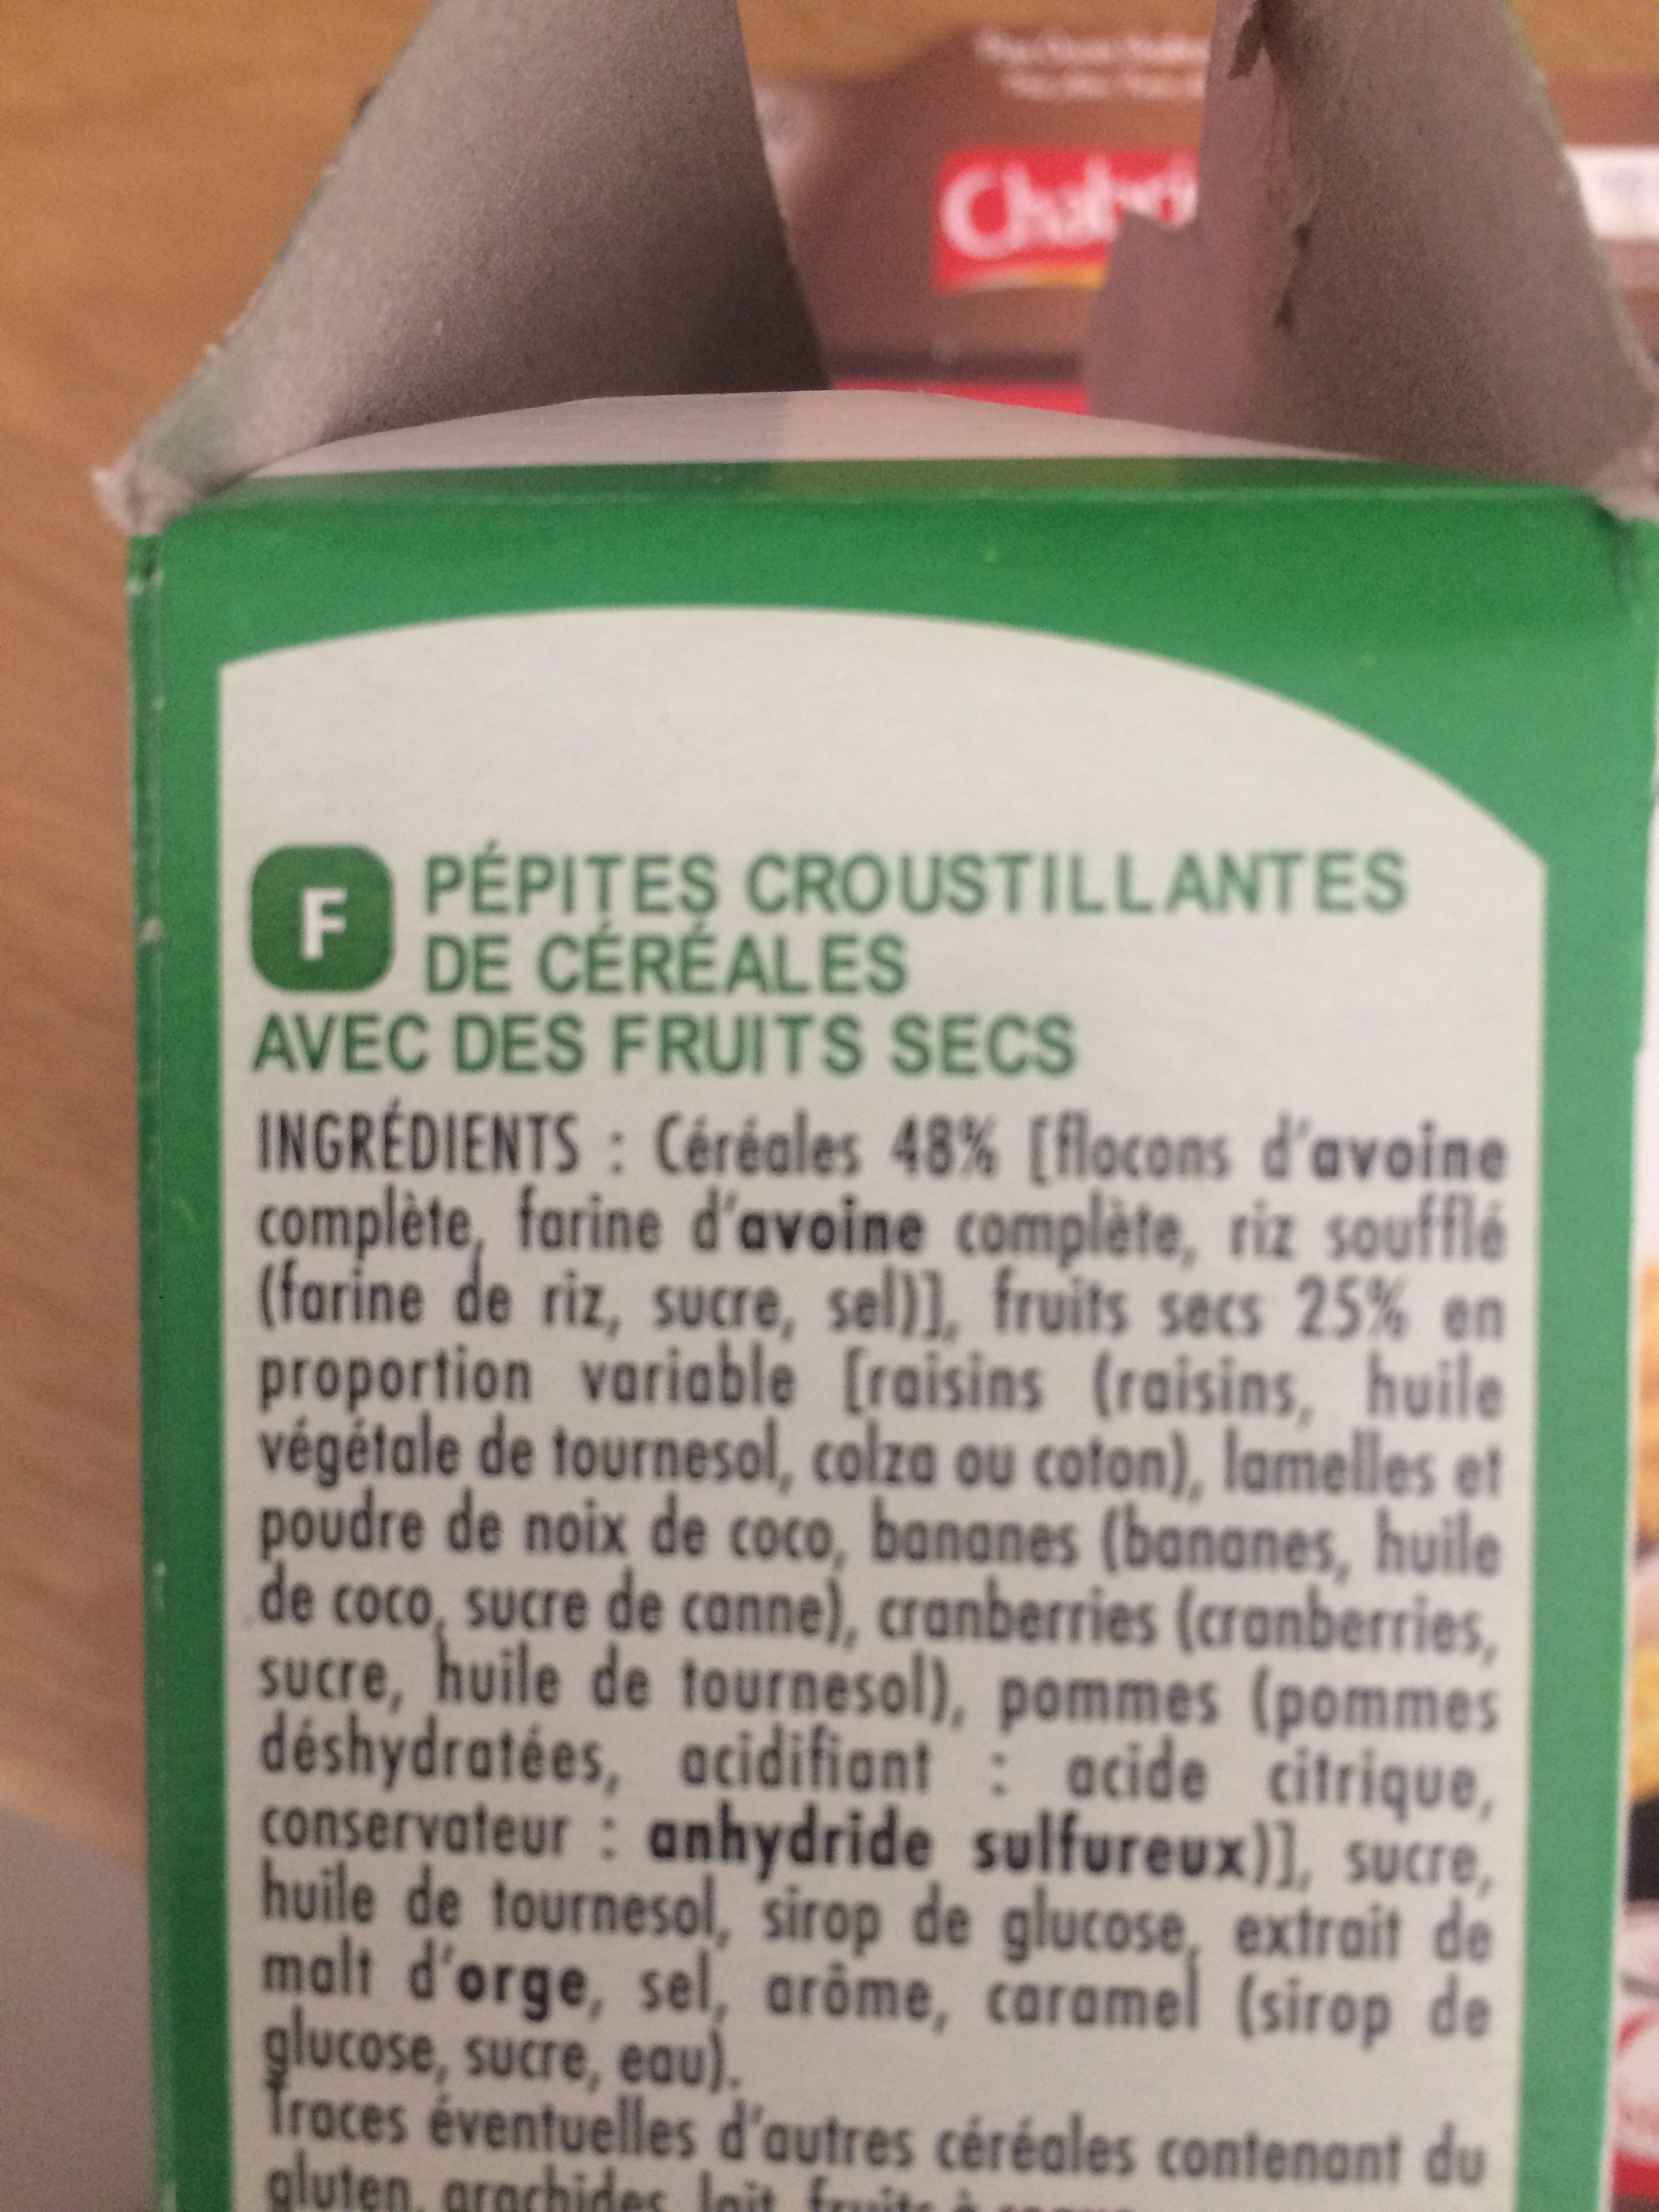 F PÉPITES CROUSTILLANTES
DE CÉRÉALES
AVEC DES FRUITS SECS
INGRÉDIENTS : Céréales 48% [flocons d'avoine
complète, farine d'avoine complète, riz soufflé
(farine de riz, sucre, sel)], fruits secs 25% en
proportion variable [raisins (raisins, huile
végétale de tournesol, colza ou coton), lamelles et
poudre de noix de coco, bananes (bananes, huile
de coco, sucre de canne), cranberries (cranberries,
sucre, huile de tournesol), pommes (pommes
déshydratées, acidifiant : acide citrique,
conservateur : anhydride sulfureux)], sucre,
huile de tournesol, sirop de glucose, extrait de
malt d'orge, sel, arôme, caramel (sirop de
glucose, sucre, eau).
Traces éventuelles d'autres céréales contenant du
gluten, arachides, lait, fruits à